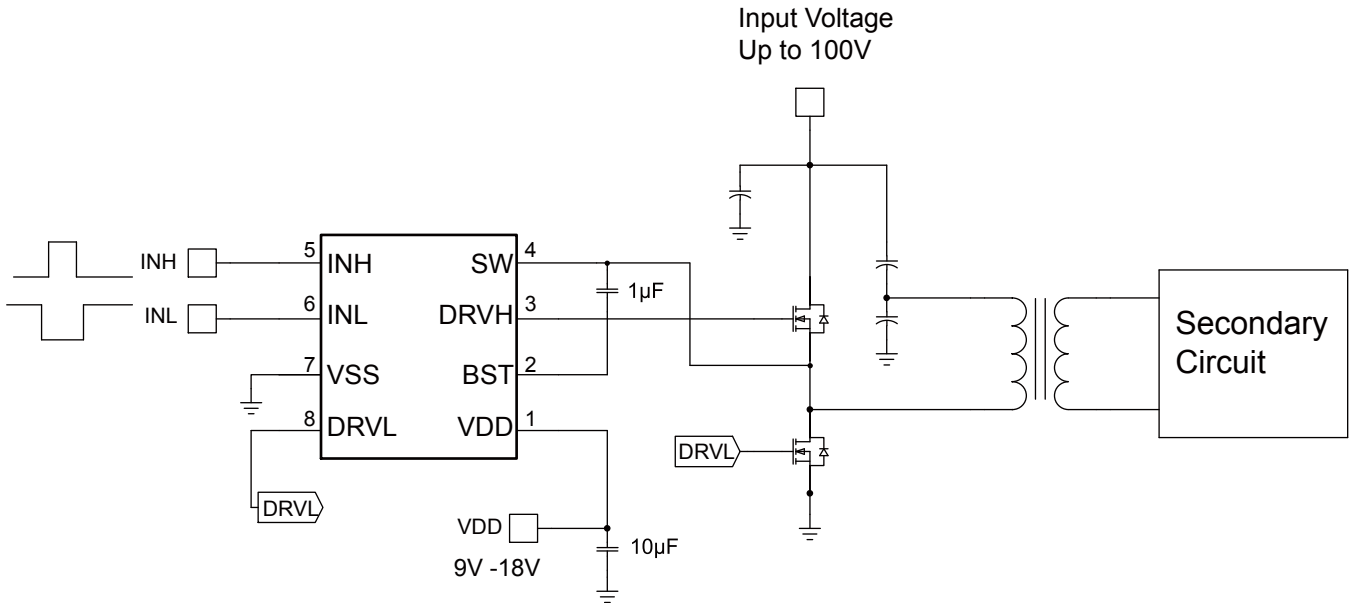 Input Voltage
Up to 100V
INH
5
INH
SW
4
1µF
INL
6
INL
DRVH
3
7
VSS
BST
2
8
DRVL
VDD
1
DRVL
DRVL
VDD
9V -18V
10µF
Secondary
Circuit